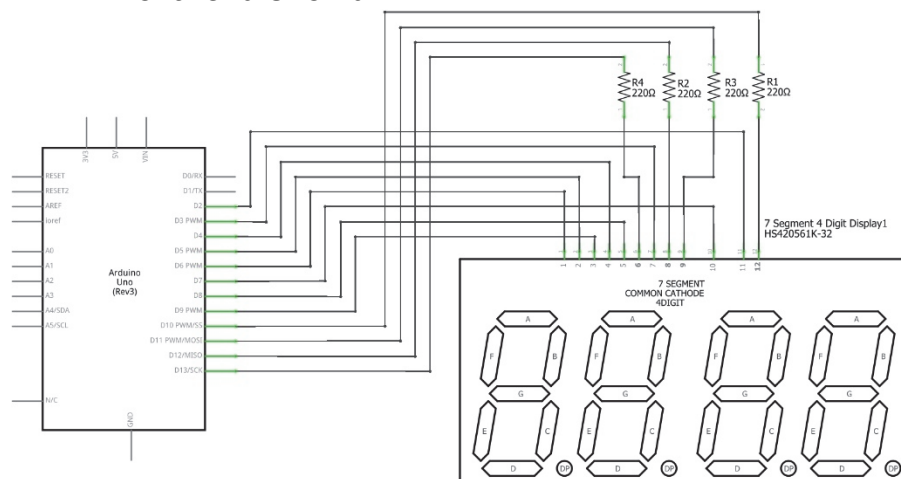 R4
220Ω
R2
220Ω
R3
220Ω
R1
220Ω
3V3
5V
VIN
RESET
RESET2
AREF
ioref
A0
A1
A2
A3
A4/SDA
A5/SCL
N/C
GND
Arduino
Uno
(Rev3)
D0/RX
D1/TX
D2
D3 PWM
D4
D5 PWM
D6 PWM
D7
D8
D9 PWM
D10 PWM/SS
D11 PWM/MOSI
D12/MISO
D13/SCK
7 Segment 4 Digit Display1
HS420561K-32
1 2 3 4 5 6 7 8 9 10 11 12
7 SEGMENT
COMMON CATHODE
4DIGIT
A A A A
F B F B F B F B
G G G G
E C E C E C E C
D DP D DP D DP D DP